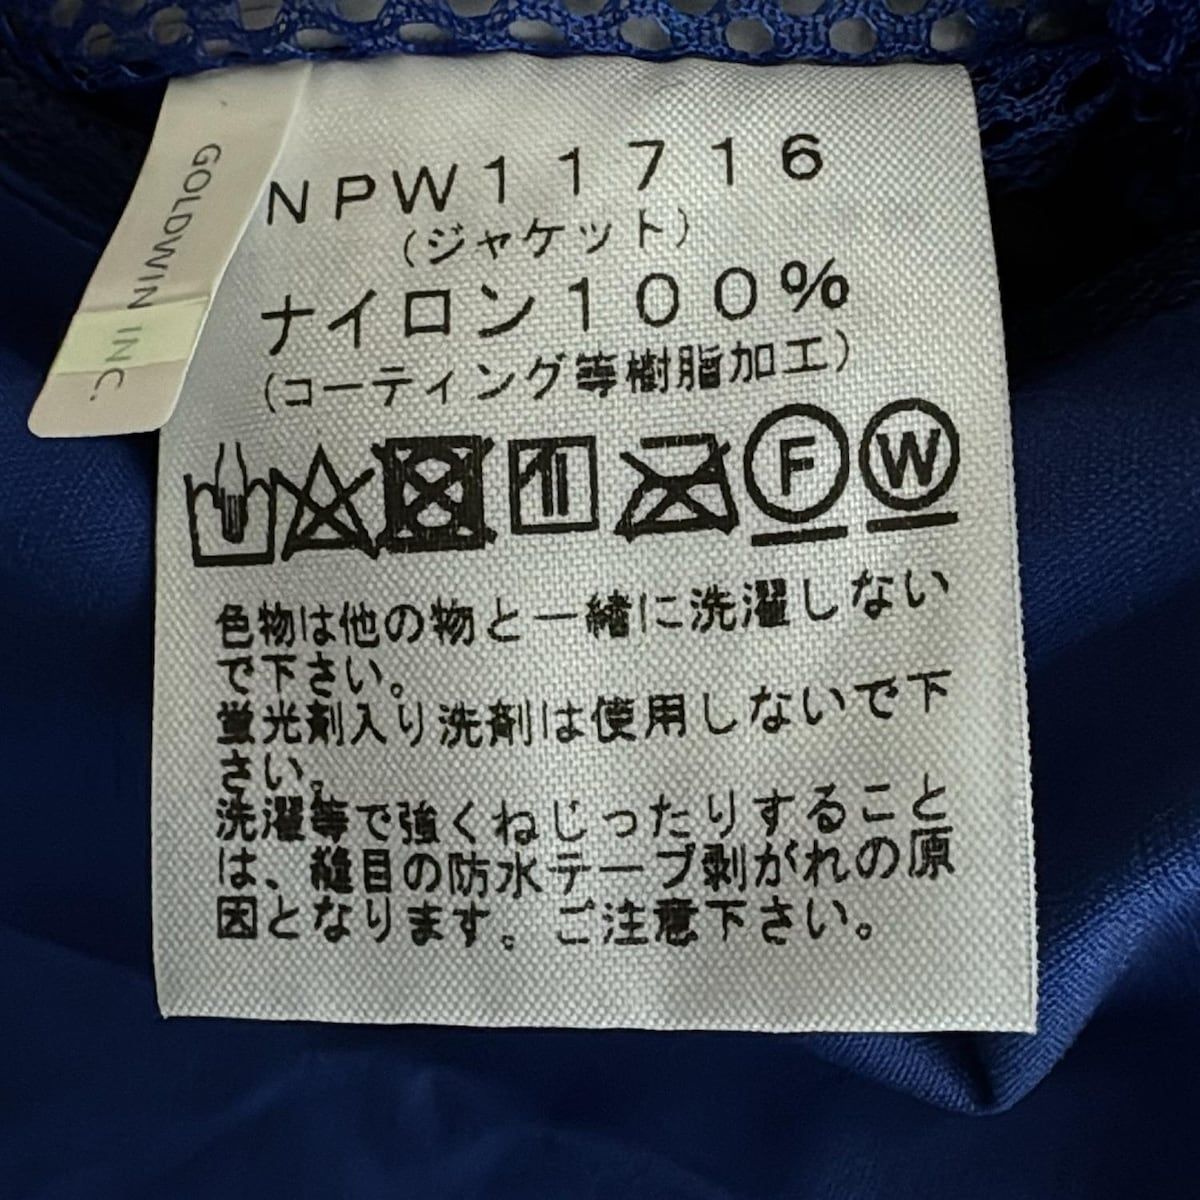 GOLDWIN INC.
NPW11716
(ジャケット)
ナイロン100%
(コーティング等樹脂加工)
F W
色物は他の物と一緒に洗濯しない
で下さい。
蛍光剤入り洗剤は使用しないで下
さい。
洗濯等で強くねじったりすること
は、縫目の防水テープ剥がれの原
因となります。ご注意下さい。